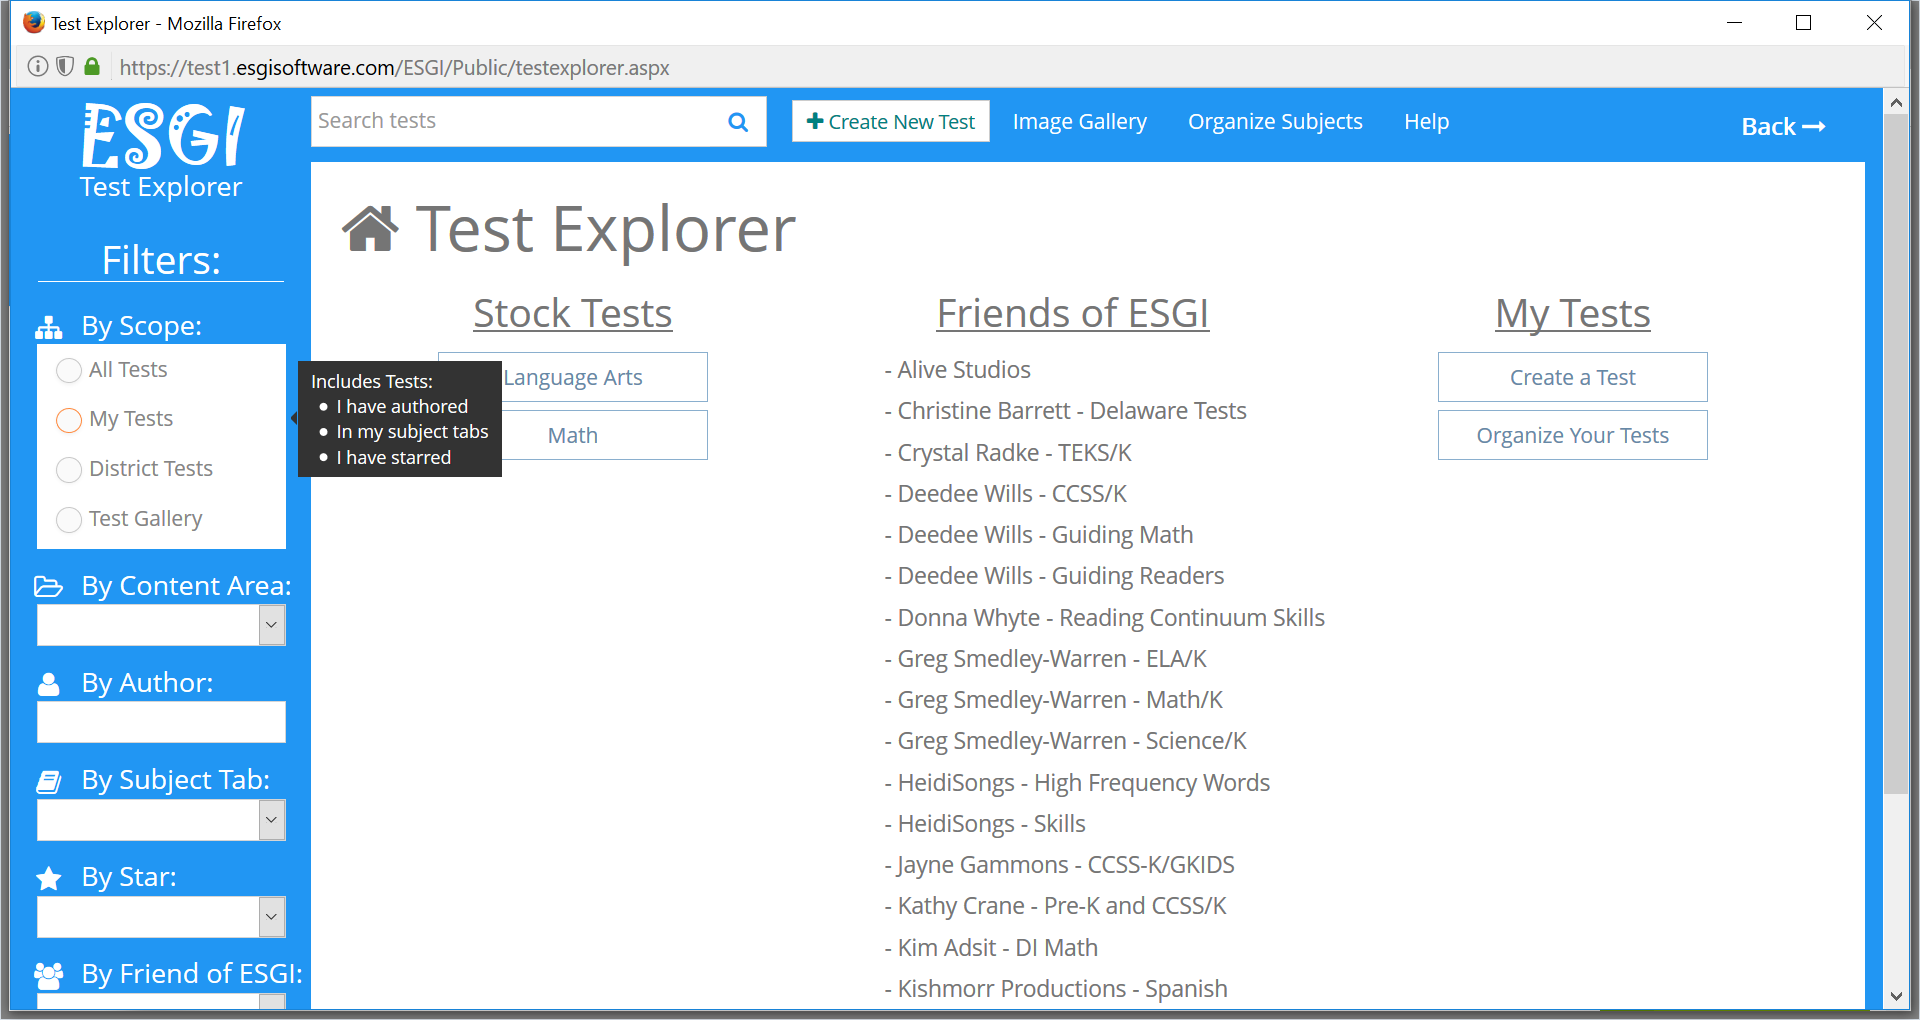 Test Explorer - Mozilla Firefox
https://test1.esgisoftware.com/ESGI/Public/testexplorer.aspx
ESGI
Test Explorer
Search tests
Create New Test
Image Gallery
Organize Subjects
Help
Back
Filters:
By Scope:
All Tests
My Tests
District Tests
Test Gallery
Includes Tests:
• I have authored
• In my subject tabs
• I have starred
By Content Area:
By Author:
By Subject Tab:
By Star:
By Friend of ESGI:
Test Explorer
Stock Tests
Language Arts
Math
Friends of ESGI
- Alive Studios
- Christine Barrett - Delaware Tests
- Crystal Radke - TEKS/K
- Deedee Wills - CCSS/K
- Deedee Wills - Guiding Math
- Deedee Wills - Guiding Readers
- Donna Whyte - Reading Continuum Skills
- Greg Smedley-Warren - ELA/K
- Greg Smedley-Warren - Math/K
- Greg Smedley-Warren - Science/K
- HeidiSongs - High Frequency Words
- HeidiSongs - Skills
- Jayne Gammons - CCSS-K/GKIDS
- Kathy Crane - Pre-K and CCSS/K
- Kim Adsit - DI Math
- Kishmorr Productions - Spanish
My Tests
Create a Test
Organize Your Tests